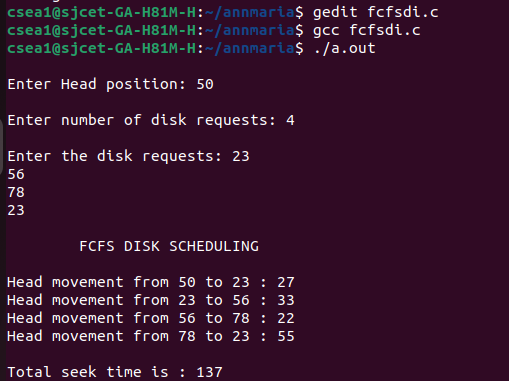 csea1@sjcet-GA-H81M-H:~/annmaria$ gedit fcfsdi.c
csea1@sjcet-GA-H81M-H:~/annmaria$ gcc fcfsdi.c
csea1@sjcet-GA-H81M-H:~/annmaria$ ./a.out
Enter Head position: 50
Enter number of disk requests: 4
Enter the disk requests: 23
56
78
23
FCFS DISK SCHEDULING
Head movement from 50 to 23 : 27
Head movement from 23 to 56 : 33
Head movement from 56 to 78 : 22
Head movement from 78 to 23 : 55
Total seek time is : 137